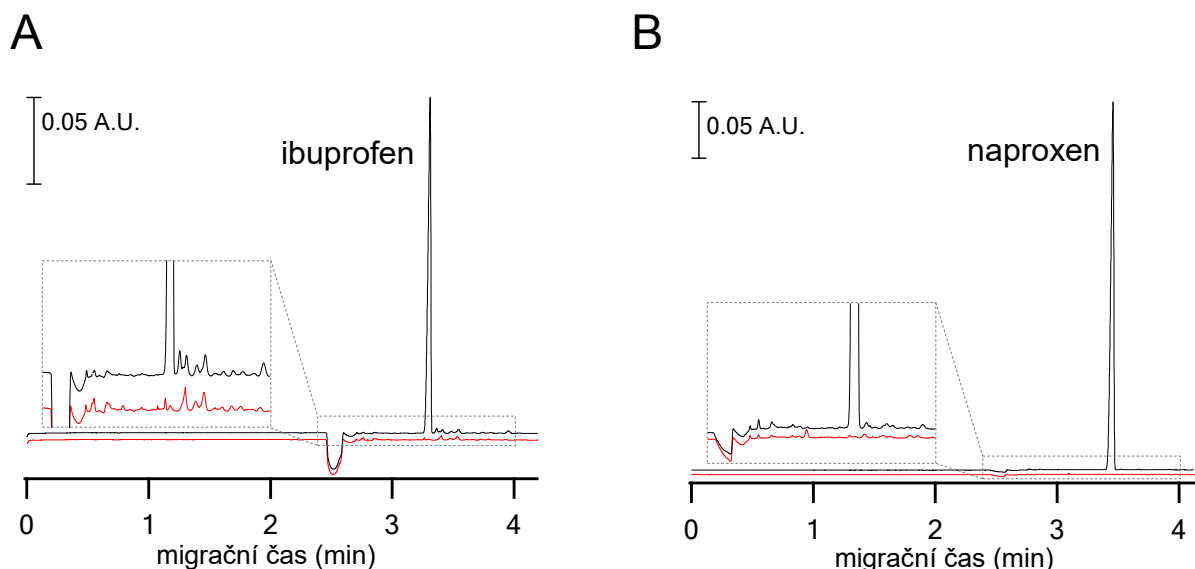 A
0.05 A.U.
ibuprofen
0
1
2
3
4
migrační čas (min)
B
0.05 A.U.
naproxen
0
1
2
3
4
migrační čas (min)